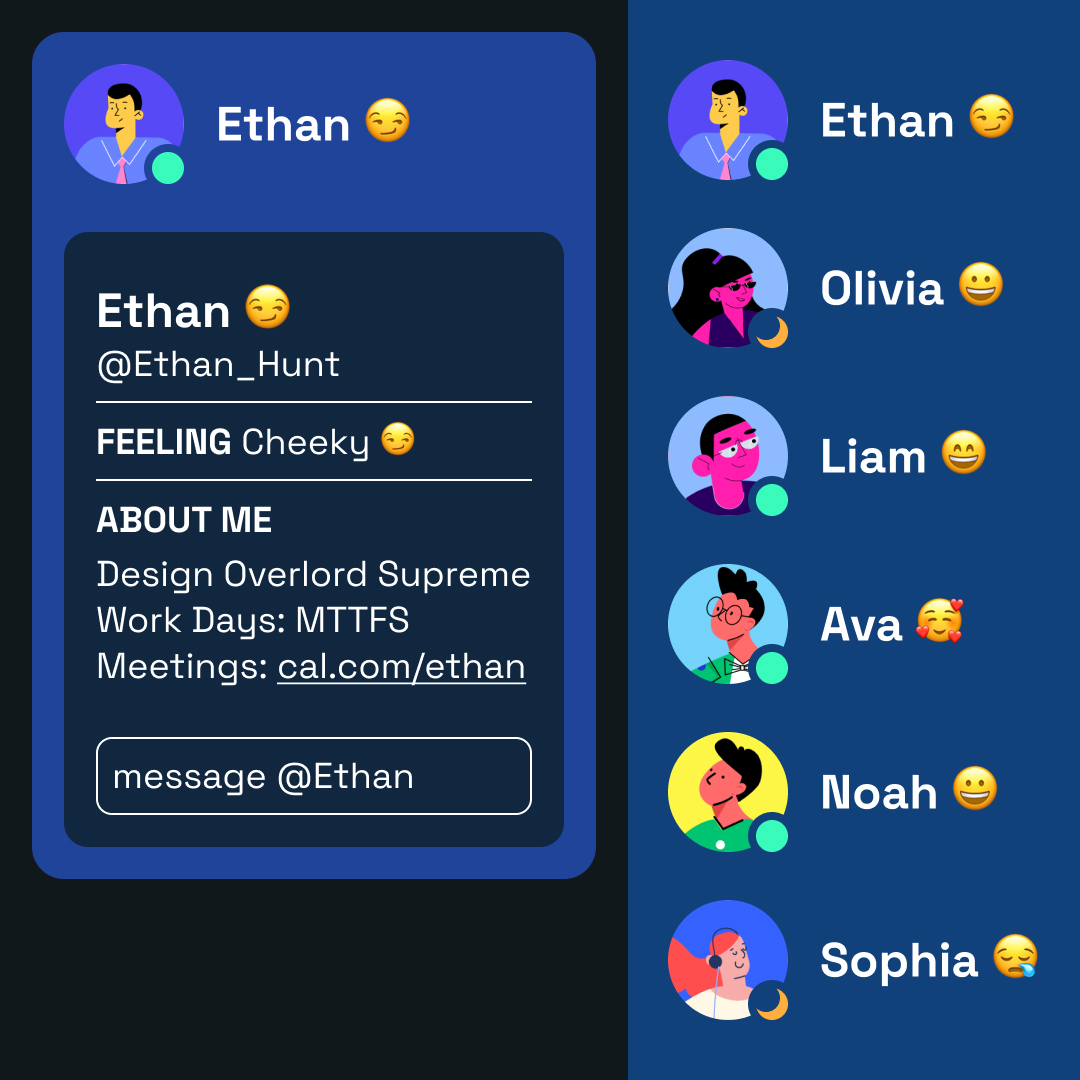 Ethan 😏
Ethan 😏
@Ethan_Hunt
FEELING Cheeky 😏
ABOUT ME
Design Overlord Supreme
Work Days: MTTFS
Meetings: cal.com/ethan
message @Ethan
Ethan 😏
Olivia 😀
Liam 😄
Ava 🥰
Noah 😀
Sophia 😪